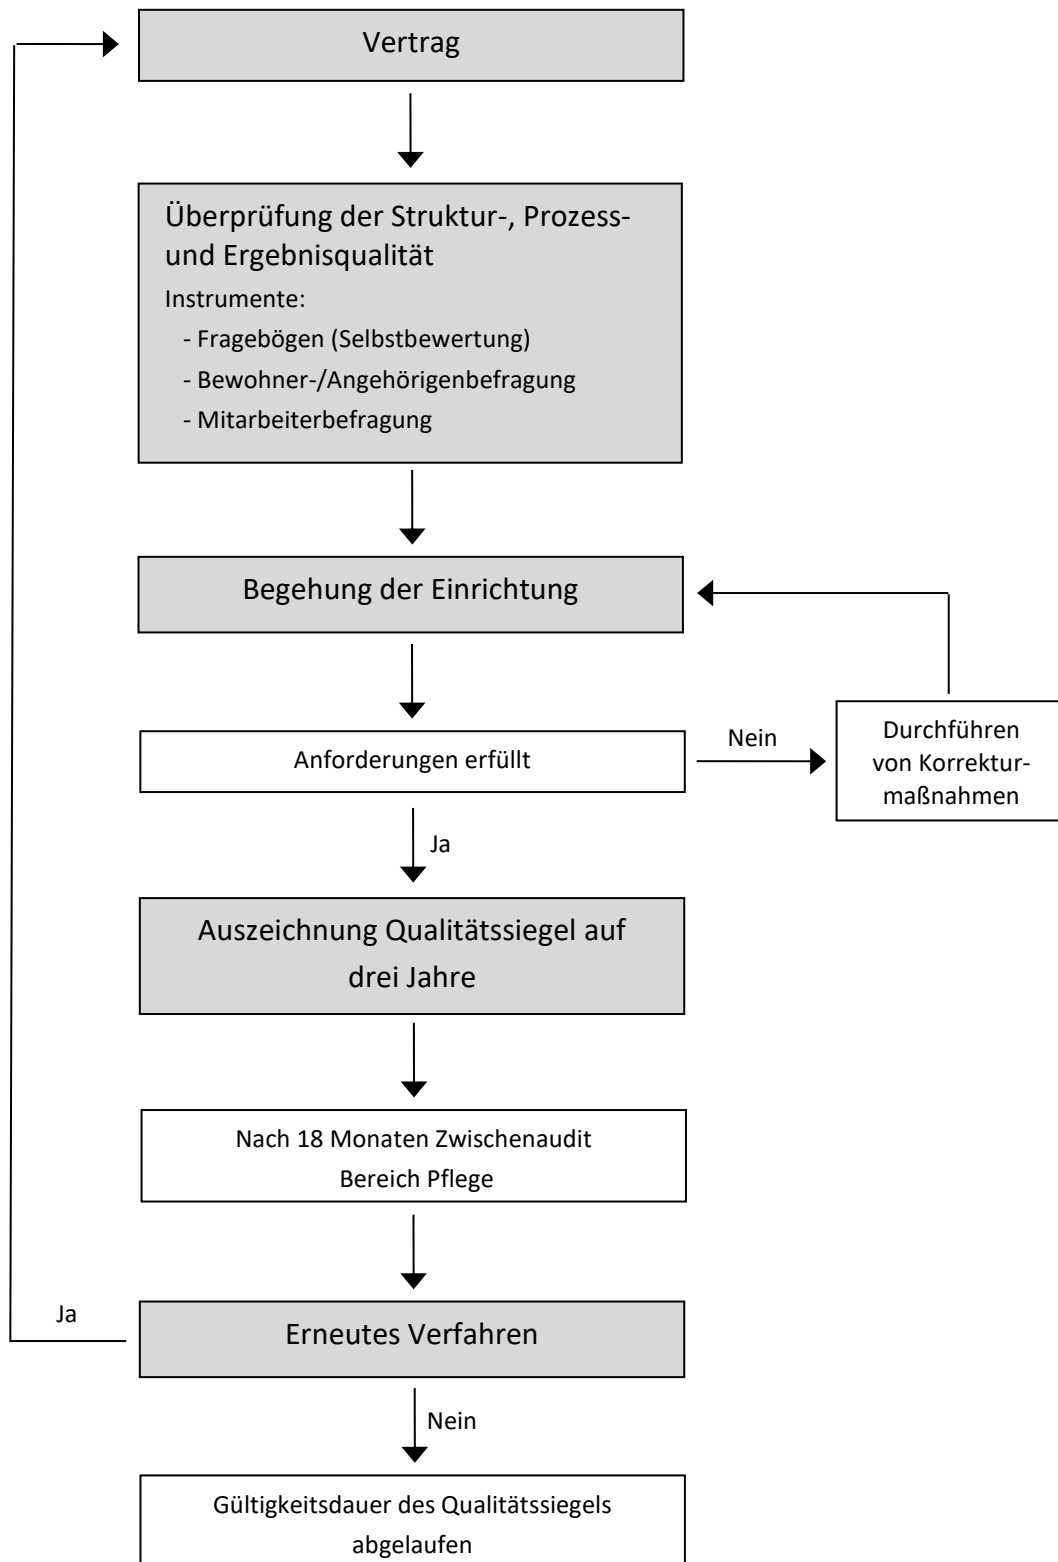 Vertrag
Überprüfung der Struktur-, Prozess-
und Ergebnisqualität
Instrumente:
- Fragebögen (Selbstbewertung)
- Bewohner-/Angehörigenbefragung
- Mitarbeiterbefragung
Begehung der Einrichtung
Anforderungen erfüllt
Nein
Durchführen
von Korrektur-
maßnahmen
Ja
Auszeichnung Qualitätssiegel auf
drei Jahre
Nach 18 Monaten Zwischenaudit
Bereich Pflege
Ja
Erneutes Verfahren
Nein
Gültigkeitsdauer des Qualitätssiegels
abgelaufen